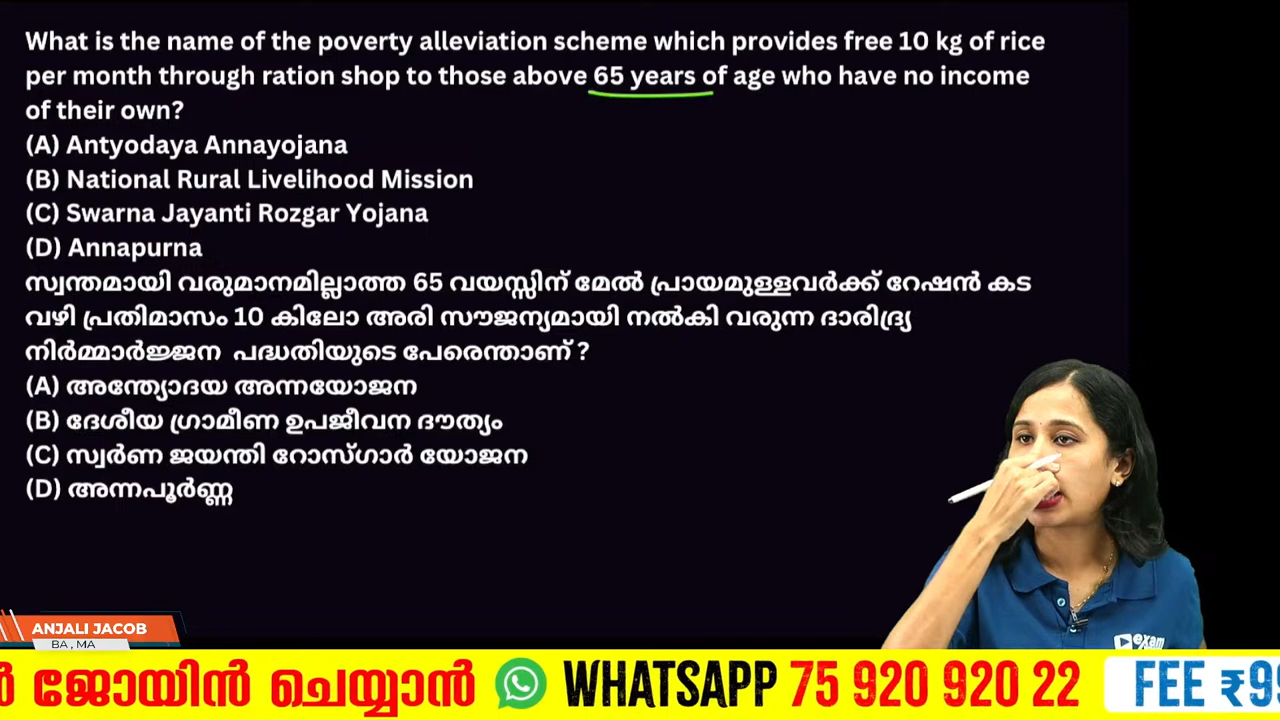 What is the name of the poverty alleviation scheme which provides free 10 kg of rice
per month through ration shop to those above 65 years of age who have no income
of their own?
(A) Antyodaya Annayojana
(B) National Rural Livelihood Mission
(C) Swarna Jayanti Rozgar Yojana
(D) Annapurna
സ്വന്തമായി വരുമാനമില്ലാത്ത 65 വയസ്സിന് മേൽ പ്രായമുള്ളവർക്ക് റേഷൻ കട
വഴി പ്രതിമാസം 10 കിലോ അരി സൗജന്യമായി നൽകി വരുന്ന ദാരിദ്ര്യ
നിർമ്മാർജ്ജന പദ്ധതിയുടെ പേരെന്താണ് ?
(A) അന്ത്യോദയ അന്നയോജന
(B) ദേശീയ ഗ്രാമീണ ഉപജീവന ദൗത്യം
(C) സ്വർണ ജയന്തി റോസ്ഗാർ യോജന
(D) അന്നപൂർണ്ണ
exam
ANJALI JACOB
BA , MA
ൽ ജോയിൻ ചെയ്യാൻ WHATSAPP 75 920 920 22 FEE ₹99